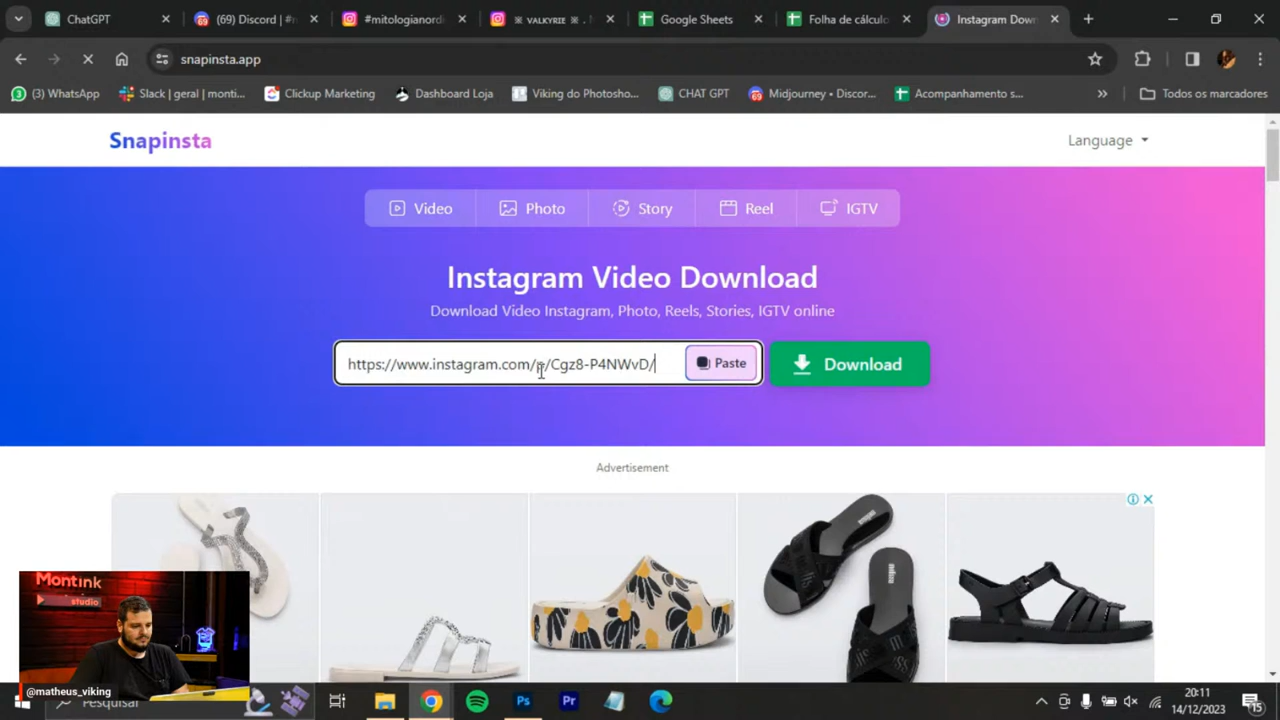 ChatGPT
(69) Discord | #r
#mitologianord
⨳ VALKYRIE ⨳ .
Google Sheets
Folha de cálculo
Instagram Down
snapinsta.app
(3) WhatsApp
Slack | geral | monti...
Clickup Marketing
Dashboard Loja
Viking do Photosho...
CHAT GPT
Midjourney • Discor...
Acompanhamento s...
Todos os marcadores
Snapinsta
Language
Video
Photo
Story
Reel
IGTV
Instagram Video Download
Download Video Instagram, Photo, Reels, Stories, IGTV online
https://www.instagram.com/p/Cgz8-P4NWvD/
Paste
Download
Advertisement
Montink
studio
@matheus_viking
Pesquisar
20:11
14/12/2023
15